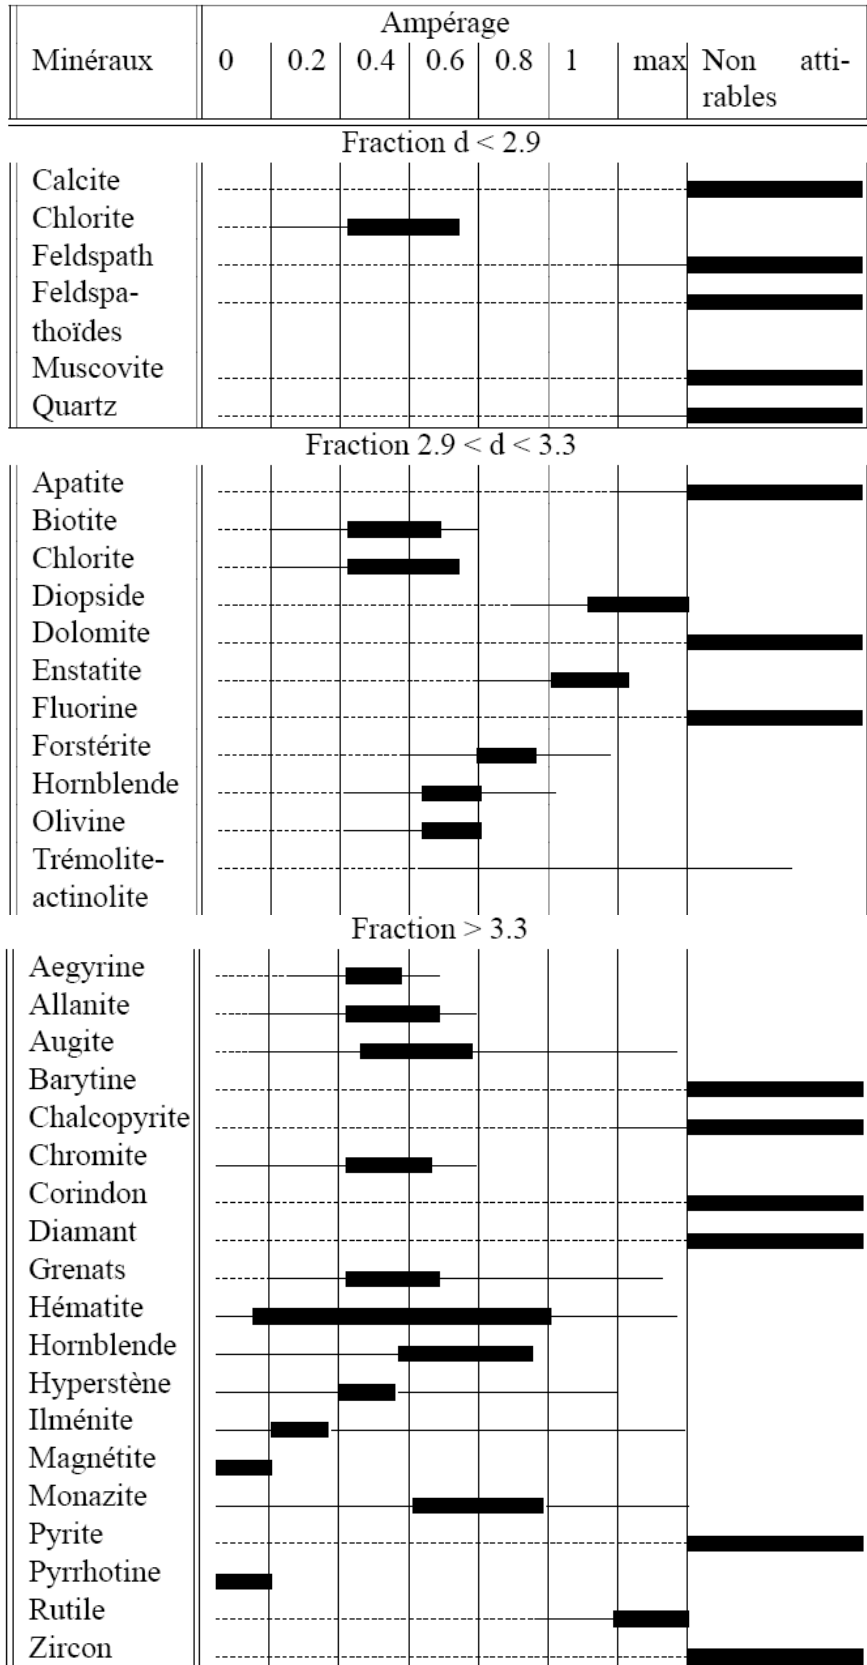 Ampérage
Minéraux 0 0.2 0.4 0.6 0.8 1 max Non atti-
rables
Fraction d < 2.9
Calcite
Chlorite
Feldspath
Feldspa-
thoïdes
Muscovite
Quartz
Fraction 2.9 < d < 3.3
Apatite
Biotite
Chlorite
Diopside
Dolomite
Enstatite
Fluorine
Forstérite
Hornblende
Olivine
Trémolite-
actinolite
Fraction > 3.3
Aegyrine
Allanite
Augite
Barytine
Chalcopyrite
Chromite
Corindon
Diamant
Grenats
Hématite
Hornblende
Hyperstène
Ilménite
Magnétite
Monazite
Pyrite
Pyrrhotine
Rutile
Zircon